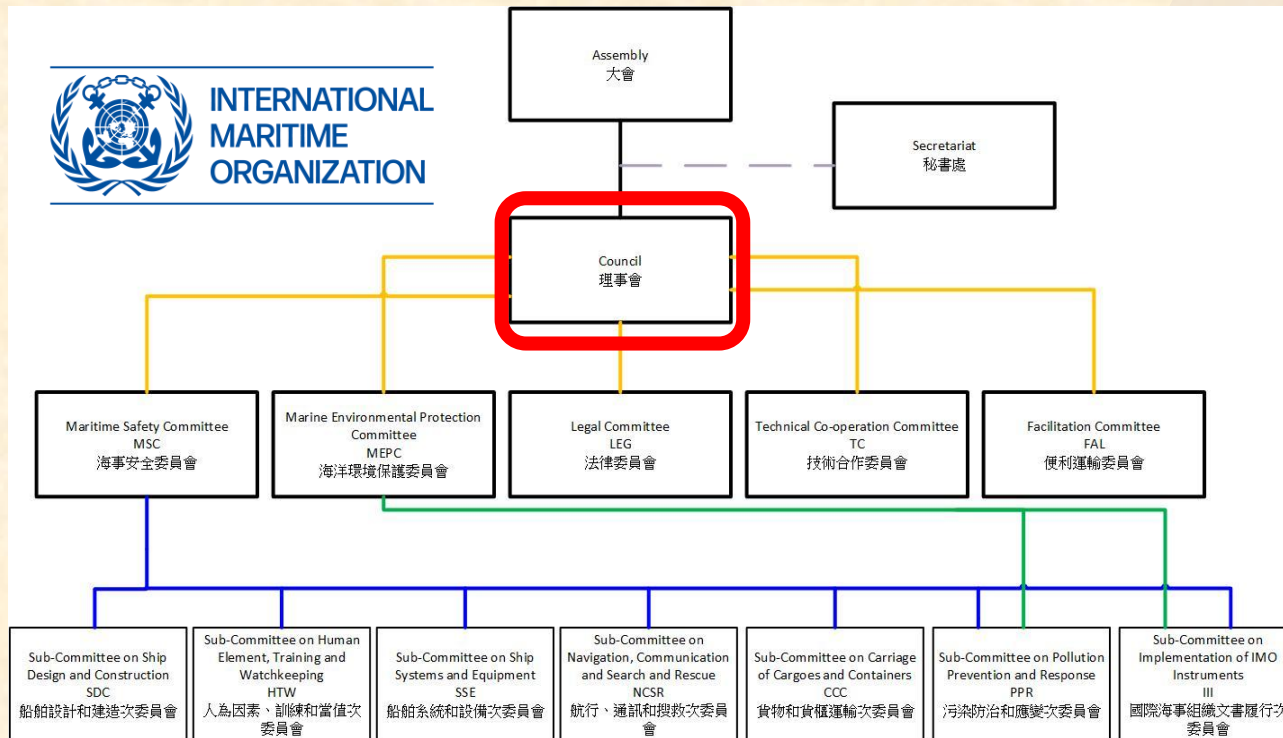 INTERNATIONAL
MARITIME
ORGANIZATION
Assembly
大會
Secretariat
秘書處
Council
理事會
Maritime Safety Committee
MSC
海事安全委員會
Marine Environmental Protection
Committee
MEPC
海洋環境保護委員會
Legal Committee
LEG
法律委員會
Technical Co-operation Committee
TC
技術合作委員會
Facilitation Committee
FAL
便利運輸委員會
Sub-Committee on Ship
Design and Construction
SDC
船舶設計和建造次委員會
Sub-Committee on Human
Element, Training and
Watchkeeping
HTW
人為因素、訓練和當值次
委員會
Sub-Committee on Ship
Systems and Equipment
SSE
船舶系統和設備次委員會
Sub-Committee on
Navigation, Communication
and Search and Rescue
NCSR
航行、通訊和搜救次委員
會
Sub-Committee on Carriage
of Cargoes and Containers
CCC
貨物和貨櫃運輸次委員會
Sub-Committee on Pollution
Prevention and Response
PPR
污染防治和應變次委員會
Sub-Committee on
Implementation of IMO
Instruments
III
國際海事組織文書履行次
委員會